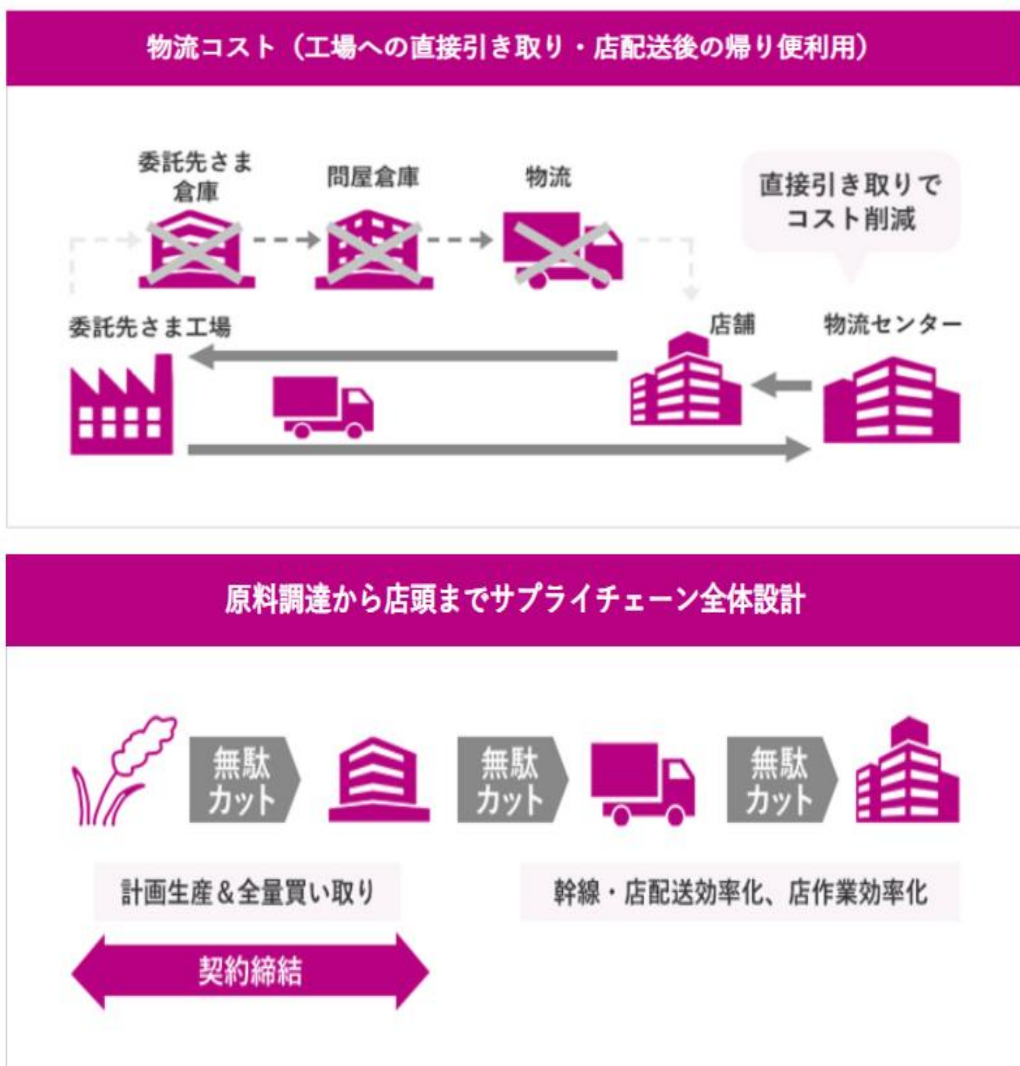 物流コスト（工場への直接引き取り・店配送後の帰り便利用）
委託先さま
倉庫
問屋倉庫
物流
直接引き取りで
コスト削減
委託先さま工場
店舗
物流センター
原料調達から店頭までサプライチェーン全体設計
無駄
カット
無駄
カット
無駄
カット
計画生産＆全量買い取り
幹線・店配送効率化、店作業効率化
契約締結